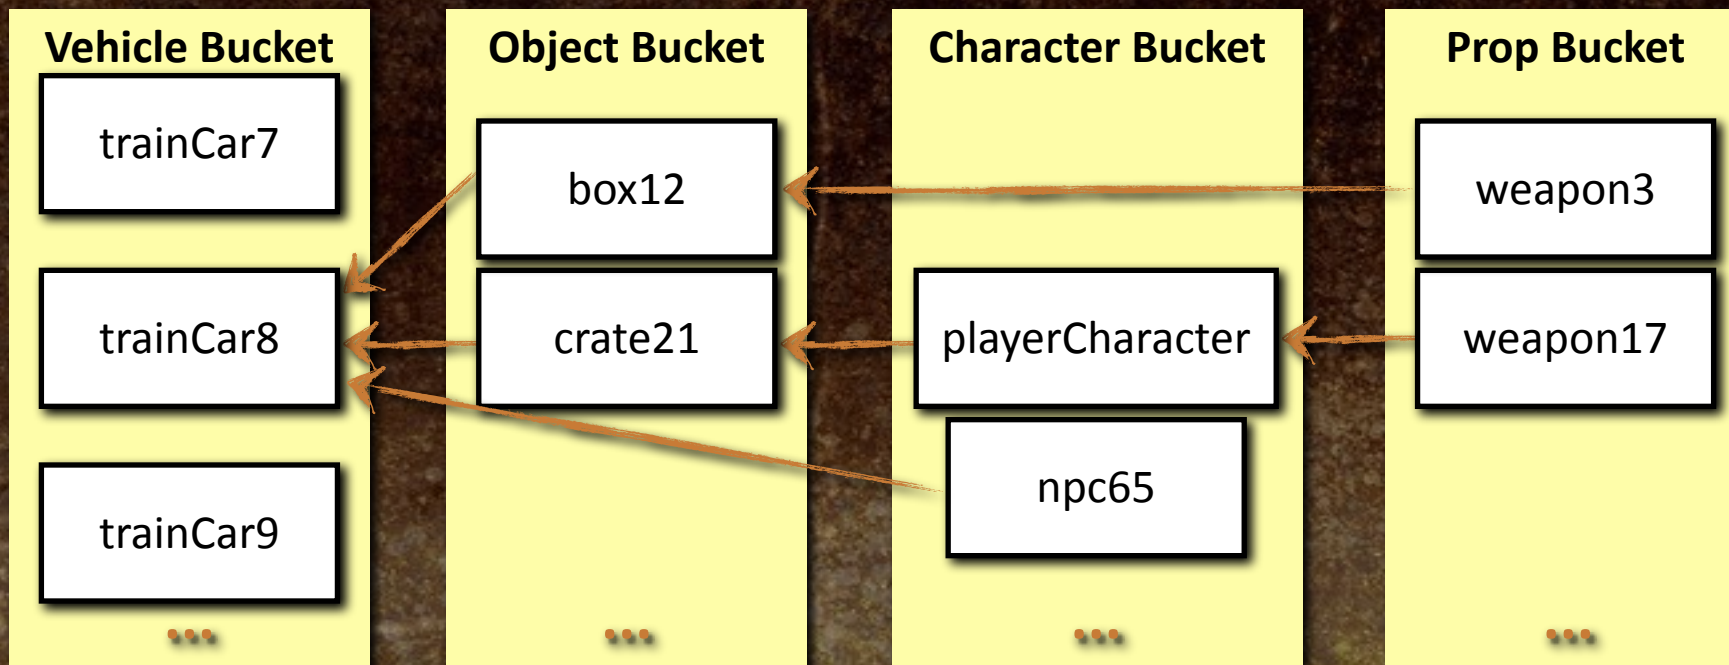 Vehicle Bucket
trainCar7
trainCar8
trainCar9
...
Object Bucket
box12
crate21
...
Character Bucket
playerCharacter
npc65
...
Prop Bucket
weapon3
weapon17
...